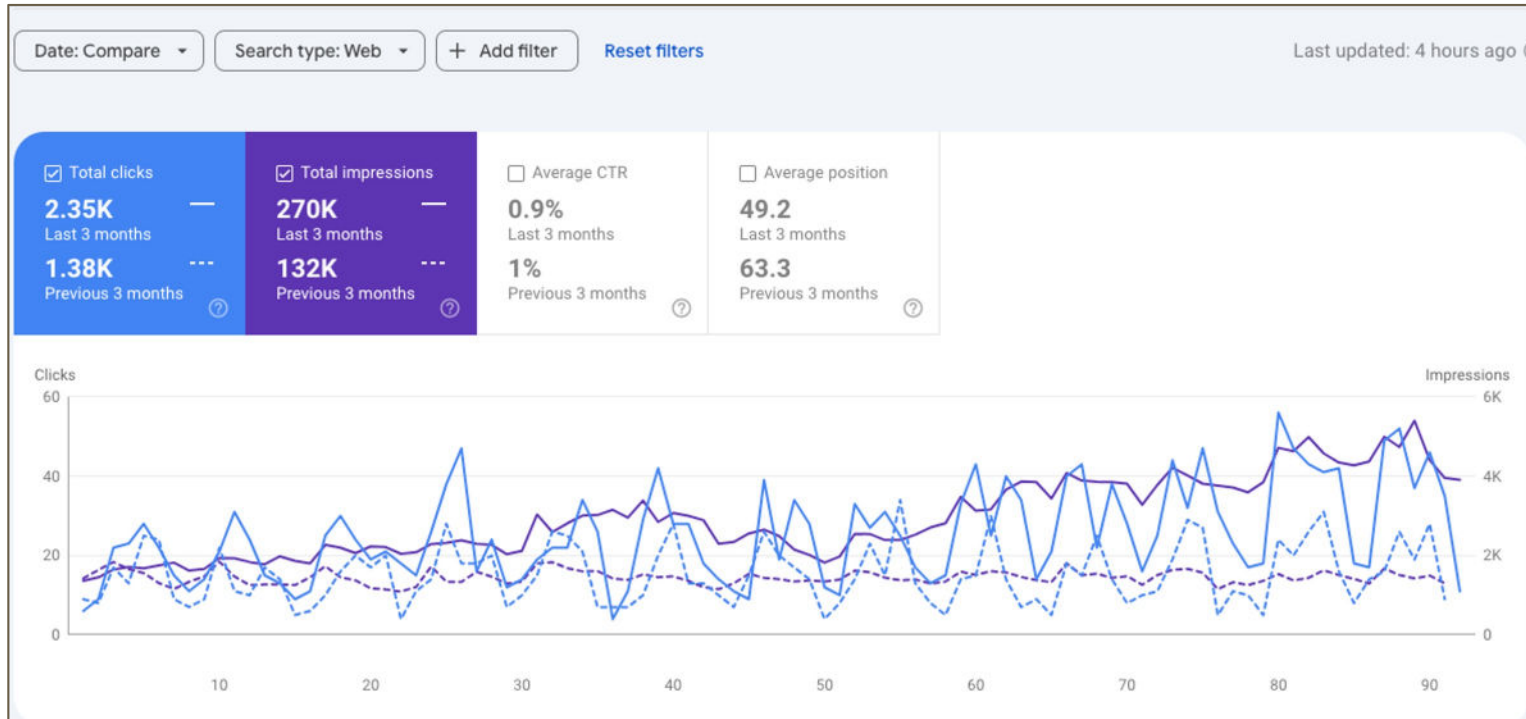 Date: Compare
Search type: Web
+ Add filter
Reset filters
Last updated: 4 hours ago
Total clicks
2.35K
Last 3 months
1.38K
Previous 3 months
Total impressions
270K
Last 3 months
132K
Previous 3 months
Average CTR
0.9%
Last 3 months
1%
Previous 3 months
Average position
49.2
Last 3 months
63.3
Previous 3 months
Clicks
Impressions
60
6K
40
4K
20
2K
0
0
10 20 30 40 50 60 70 80 90